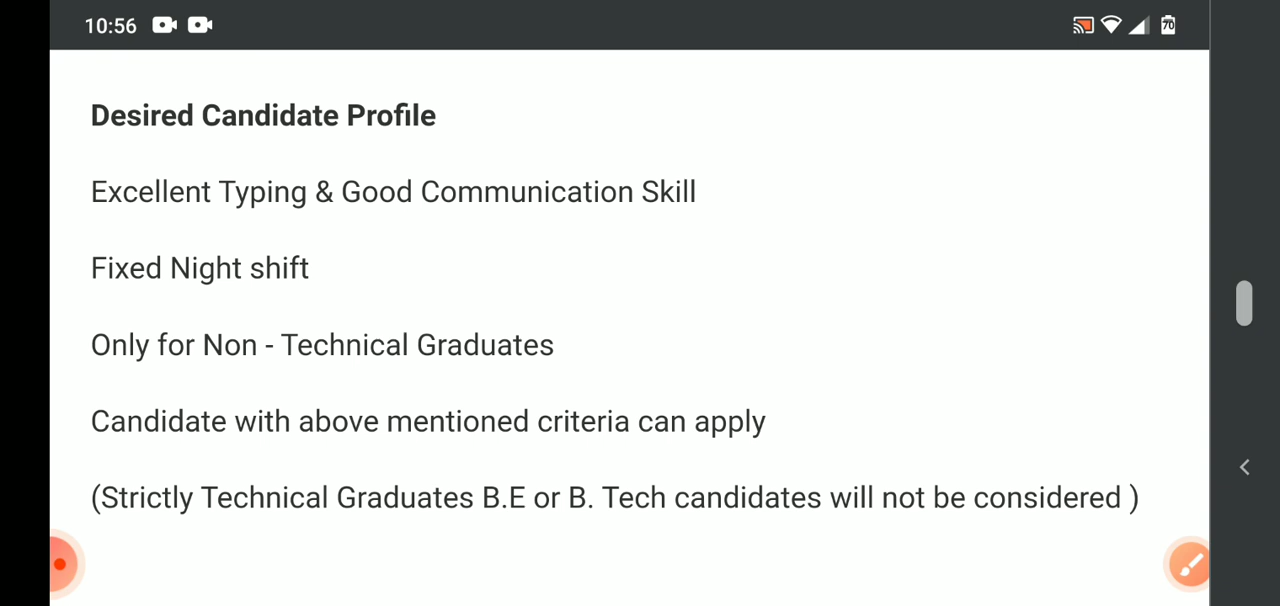 10:56
70
Desired Candidate Profile
Excellent Typing & Good Communication Skill
Fixed Night shift
Only for Non - Technical Graduates
Candidate with above mentioned criteria can apply
(Strictly Technical Graduates B.E or B. Tech candidates will not be considered )